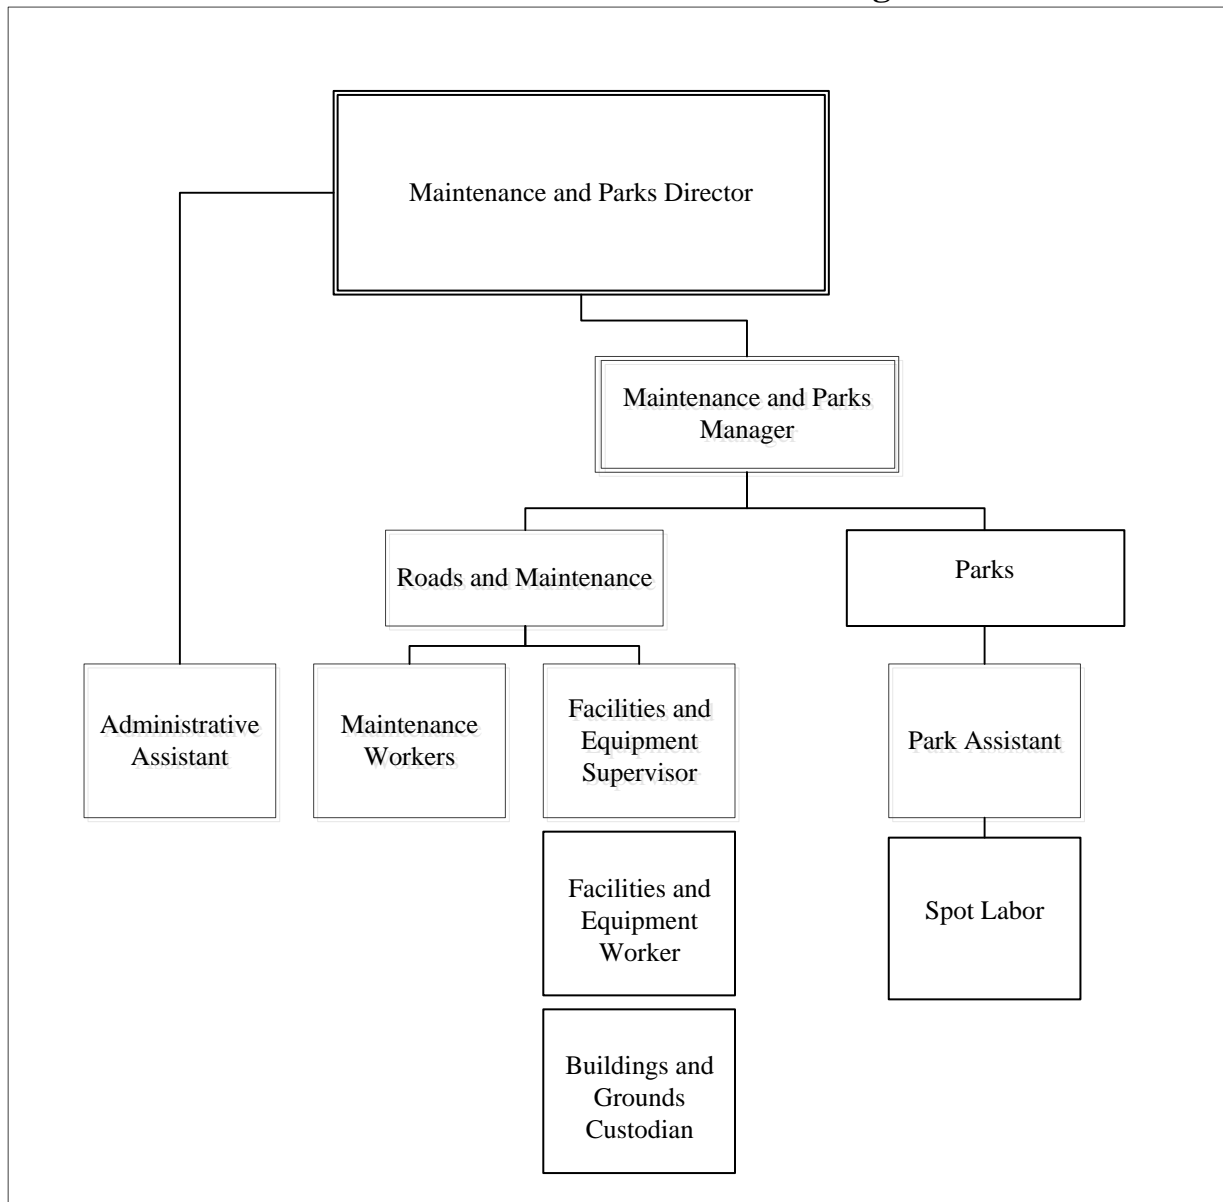 Maintenance and Parks Director
Maintenance and Parks
Manager
Roads and Maintenance
Parks
Administrative
Assistant
Maintenance
Workers
Facilities and
Equipment
Supervisor
Park Assistant
Facilities and
Equipment
Worker
Spot Labor
Buildings and
Grounds
Custodian